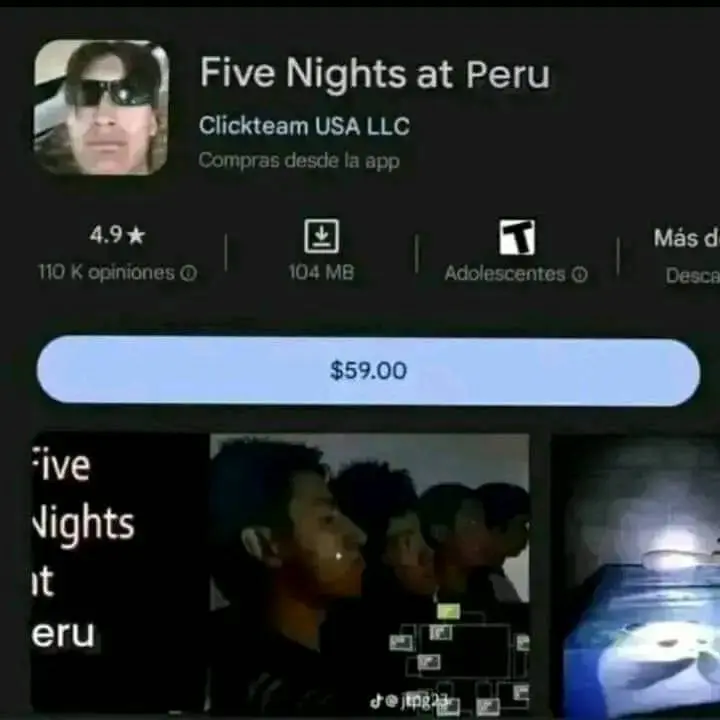 Five Nights at Peru
Clickteam USA LLC
Compras desde la app
4.9★
110 K opiniones
104 MB
T
Adolescentes
Más d
Desca
$59.00
Five
Nights
at
eru